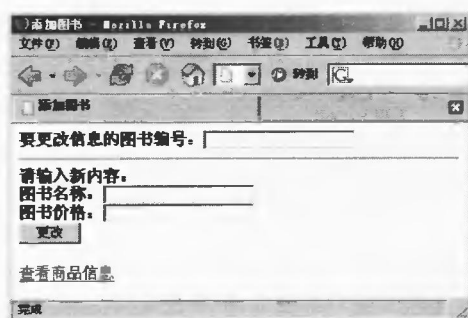 添加图书 - Mozilla Firefox
文件(F) 编辑(E) 查看(V) 转到(G) 书签(B) 工具(T) 帮助(H)
转到 G
添加图书
要更改信息的图书编号：
请输入新内容。
图书名称：
图书价格：
更改
查看商品信息
完成